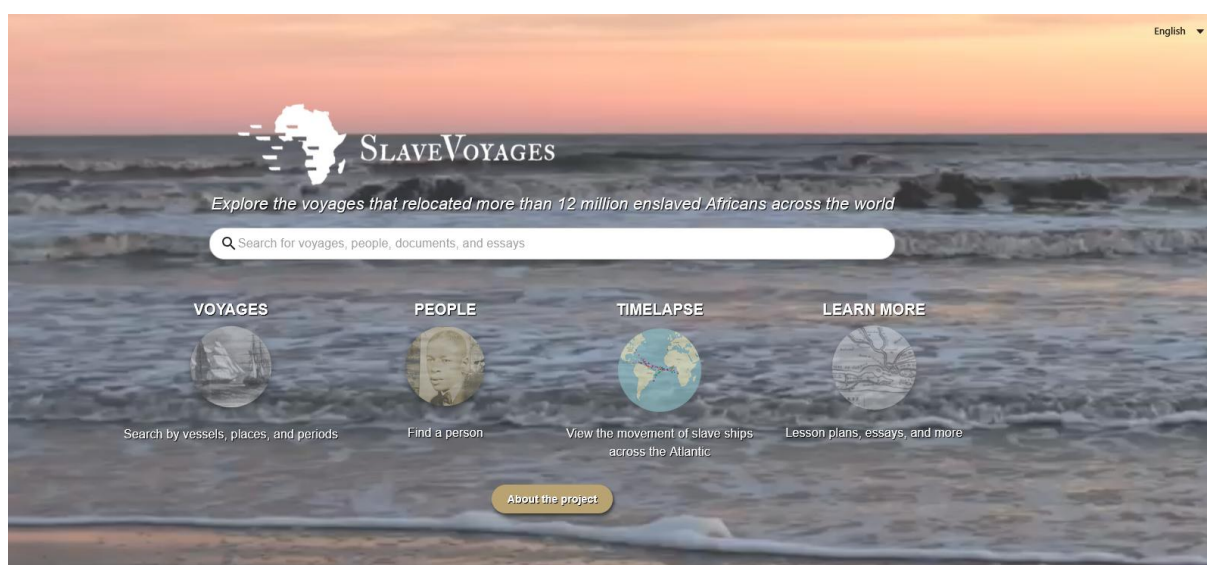 English
SLAVEVOYAGES
Explore the voyages that relocated more than 12 million enslaved Africans across the world
Search for voyages, people, documents, and essays
VOYAGES
PEOPLE
TIMELAPSE
LEARN MORE
Search by vessels, places, and periods
Find a person
View the movement of slave ships
across the Atlantic
Lesson plans, essays, and more
About the project